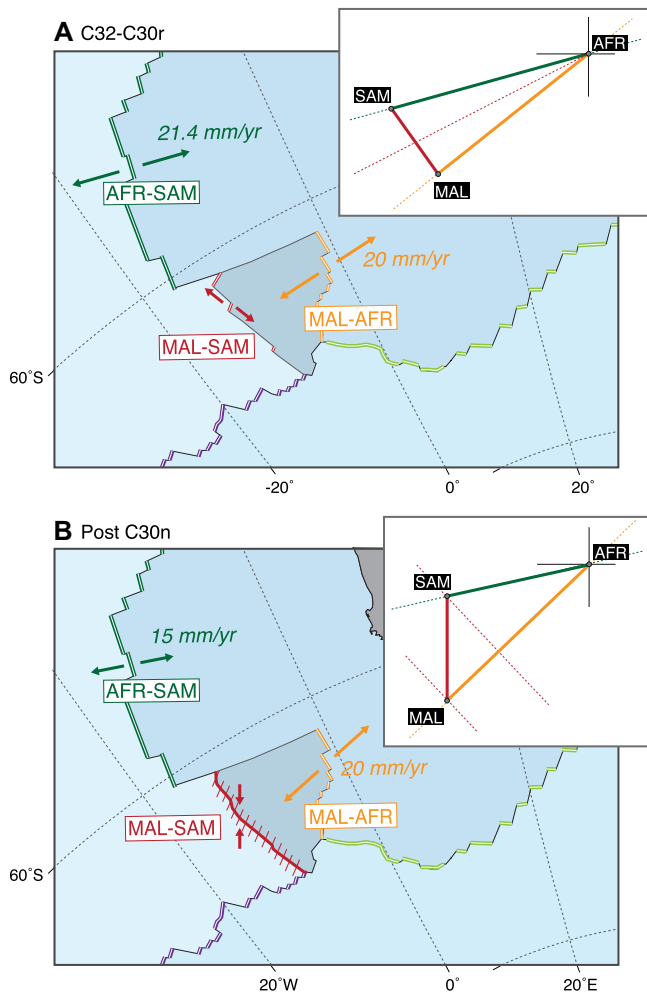 A C32-C30r
AFR
SAM
MAL
21.4 mm/yr
AFR-SAM
20 mm/yr
MAL-AFR
MAL-SAM
60˚S
-20˚
0˚
20˚
B Post C30n
AFR
SAM
MAL
15 mm/yr
AFR-SAM
20 mm/yr
MAL-AFR
MAL-SAM
60˚S
20˚W
0˚
20˚E